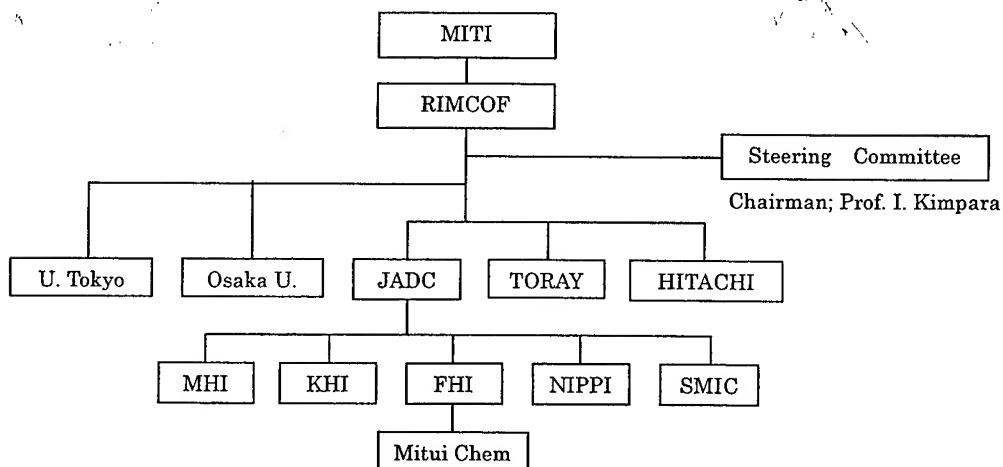 MITI
RIMCOF
Steering Committee
Chairman; Prof. I. Kimpara
U. Tokyo
Osaka U.
JADC
TORAY
HITACHI
MHI
KHI
FHI
NIPPI
SMIC
Mitui Chem